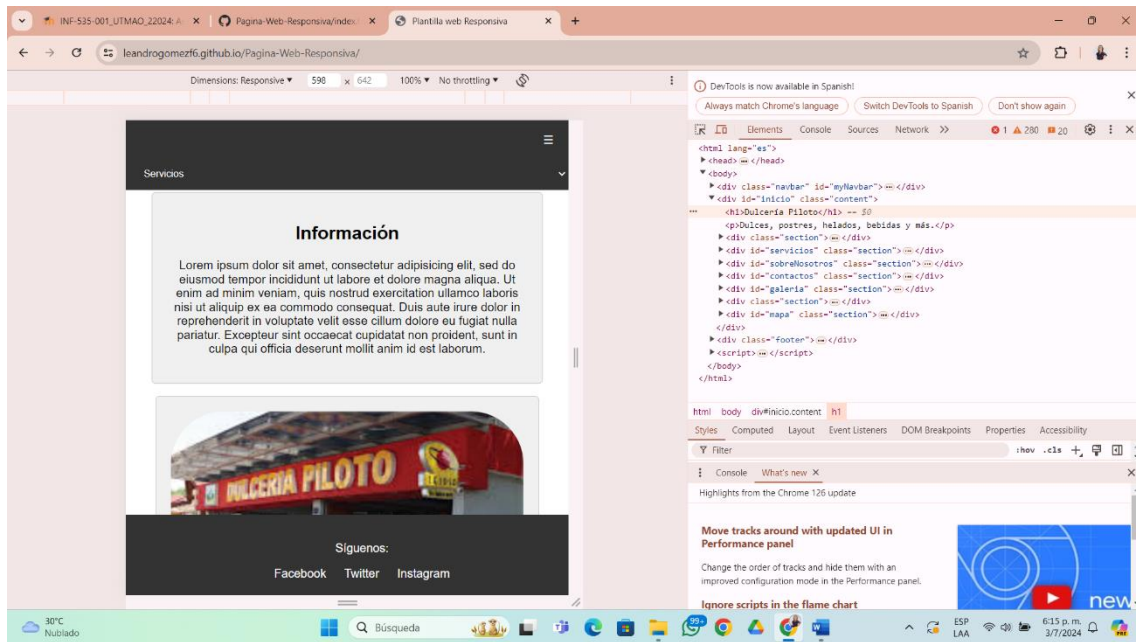 INF-535-001_UTMAO_22024: A
Pagina-Web-Responsiva/index.
Plantilla web Responsiva
leandrogomezf6.github.io/Pagina-Web-Responsiva/
Dimensions: Responsive ▼ 598 x 642 100% ▼ No throttling ▼
Servicios
Información
Lorem ipsum dolor sit amet, consectetur adipisicing elit, sed do
eiusmod tempor incididunt ut labore et dolore magna aliqua. Ut
enim ad minim veniam, quis nostrud exercitation ullamco laboris
nisi ut aliquip ex ea commodo consequat. Duis aute irure dolor in
reprehenderit in voluptate velit esse cillum dolore eu fugiat nulla
pariatur. Excepteur sint occaecat cupidatat non proident, sunt in
culpa qui officia deserunt mollit anim id est laborum.
DULCERIA PILOTO
Síguenos:
Facebook Twitter Instagram
DevTools is now available in Spanish!
Always match Chrome's language Switch DevTools to Spanish Don't show again
Elements Console Sources Network >> 1 280 20
<html lang="es">
<head> </head>
<body>
<div class="navbar" id="myNavbar"> </div>
<div id="inicio" class="content">
<h1>Dulcería Piloto</h1> == $0
<p>Dulces, postres, helados, bebidas y más.</p>
<div class="section"> </div>
<div id="servicios" class="section"> </div>
<div id="sobreNosotros" class="section"> </div>
<div id="contactos" class="section"> </div>
<div id="galeria" class="section"> </div>
<div class="section"> </div>
<div id="mapa" class="section"> </div>
</div>
<div class="footer"> </div>
<script> </script>
</body>
</html>
html body div#inicio.content h1
Styles Computed Layout Event Listeners DOM Breakpoints Properties Accessibility
Filter :hov .cls +
Console What's new
Highlights from the Chrome 126 update
Move tracks around with updated UI in
Performance panel
Change the order of tracks and hide them with an
improved configuration mode in the Performance panel.
Ignore scripts in the flame chart
new
30°C
Nublado
Búsqueda
99+
ESP
LAA
6:15 p. m.
3/7/2024